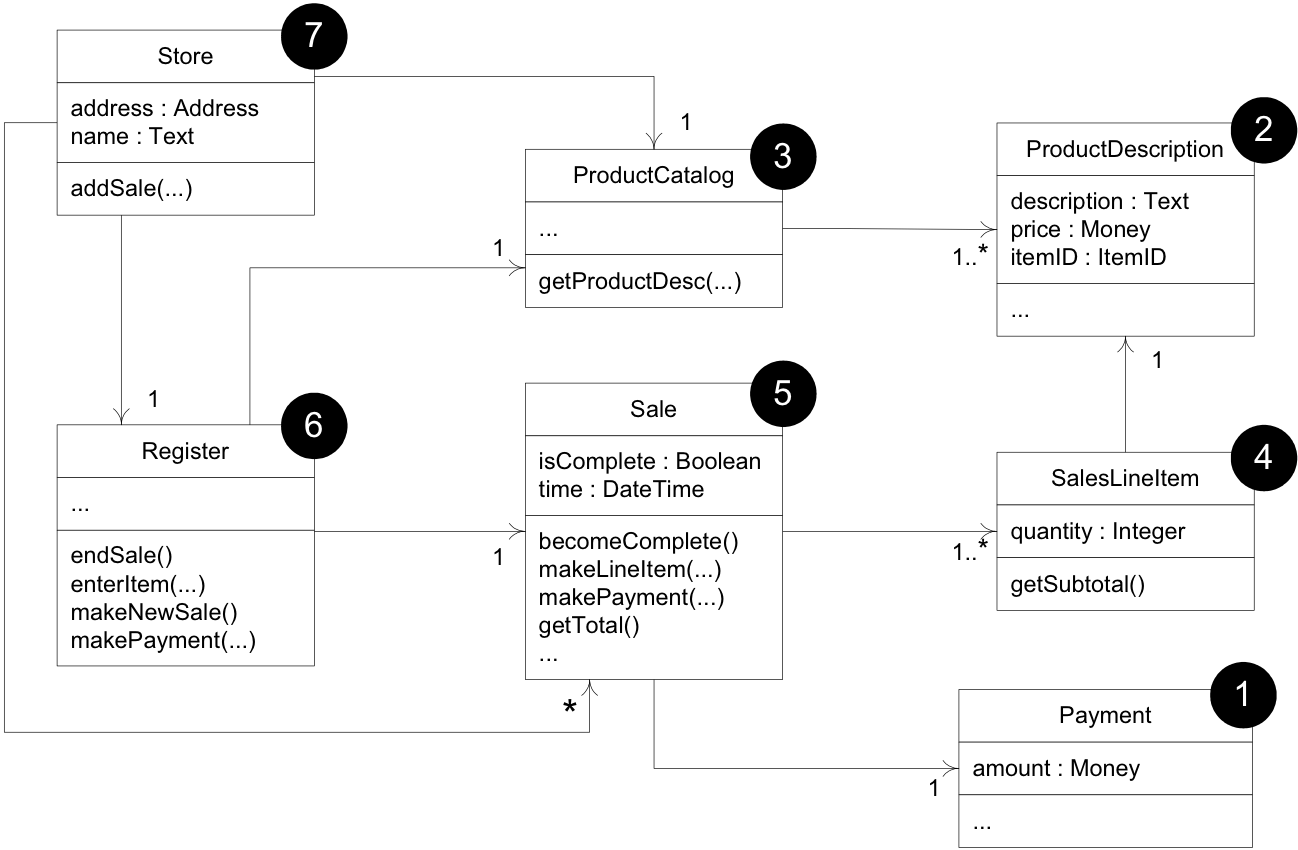 7
Store
address : Address
name : Text
addSale(...)
1
3
ProductCatalog
...
getProductDesc(...)
1
2
ProductDescription
description : Text
price : Money
itemID : ItemID
...
1..*
1
1
6
Register
...
endSale()
enterItem(...)
makeNewSale()
makePayment(...)
5
Sale
isComplete : Boolean
time : DateTime
becomeComplete()
makeLineItem(...)
makePayment(...)
getTotal()
...
1
*
4
SalesLineItem
quantity : Integer
getSubtotal()
1..*
1
Payment
amount : Money
...
1